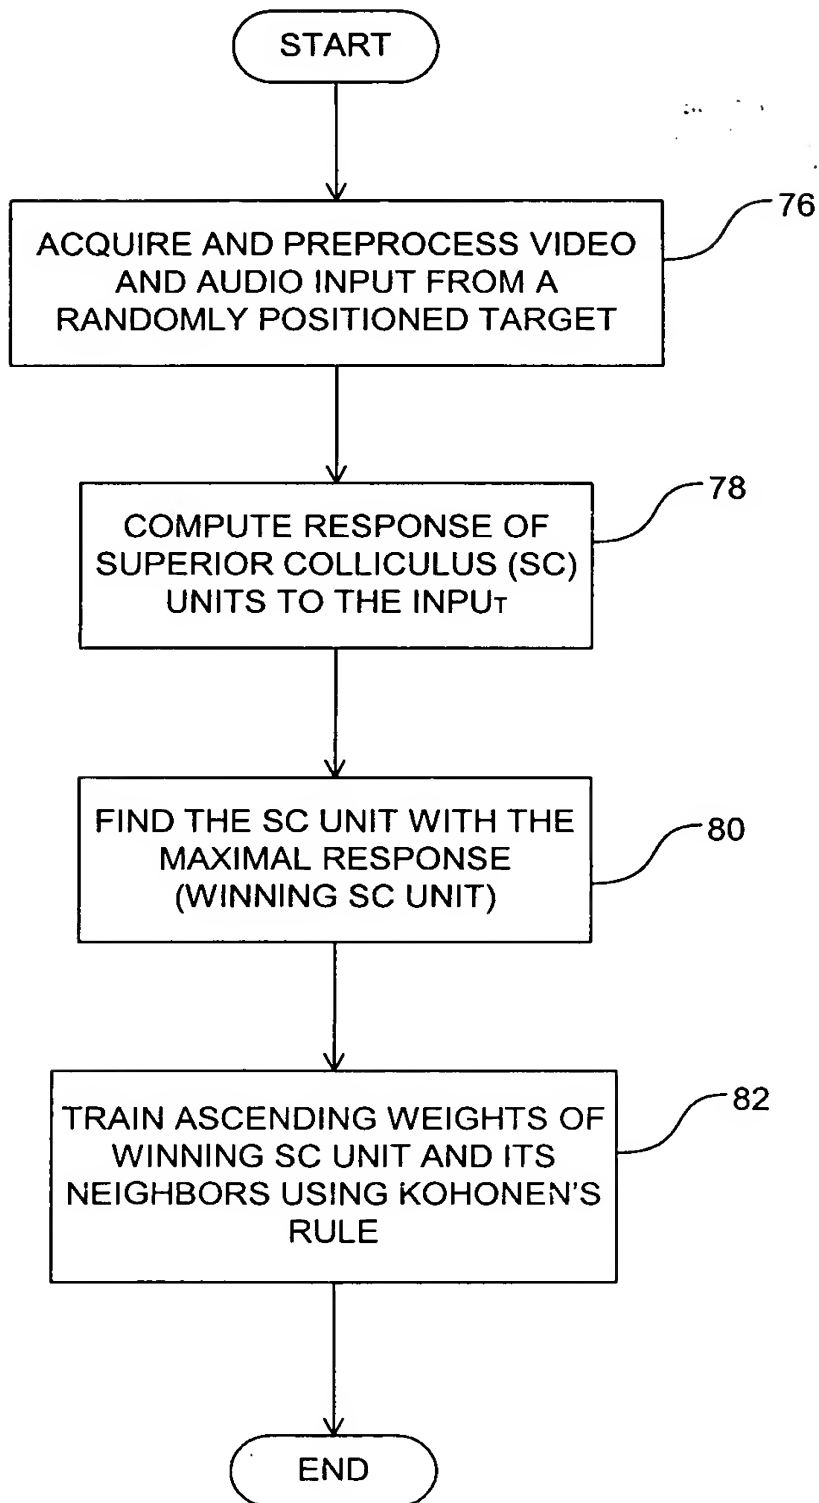 START
76
ACQUIRE AND PREPROCESS VIDEO
AND AUDIO INPUT FROM A
RANDOMLY POSITIONED TARGET
78
COMPUTE RESPONSE OF
SUPERIOR COLLICULUS (SC)
UNITS TO THE INPUT
80
FIND THE SC UNIT WITH THE
MAXIMAL RESPONSE
(WINNING SC UNIT)
82
TRAIN ASCENDING WEIGHTS OF
WINNING SC UNIT AND ITS
NEIGHBORS USING KOHONEN'S
RULE
END